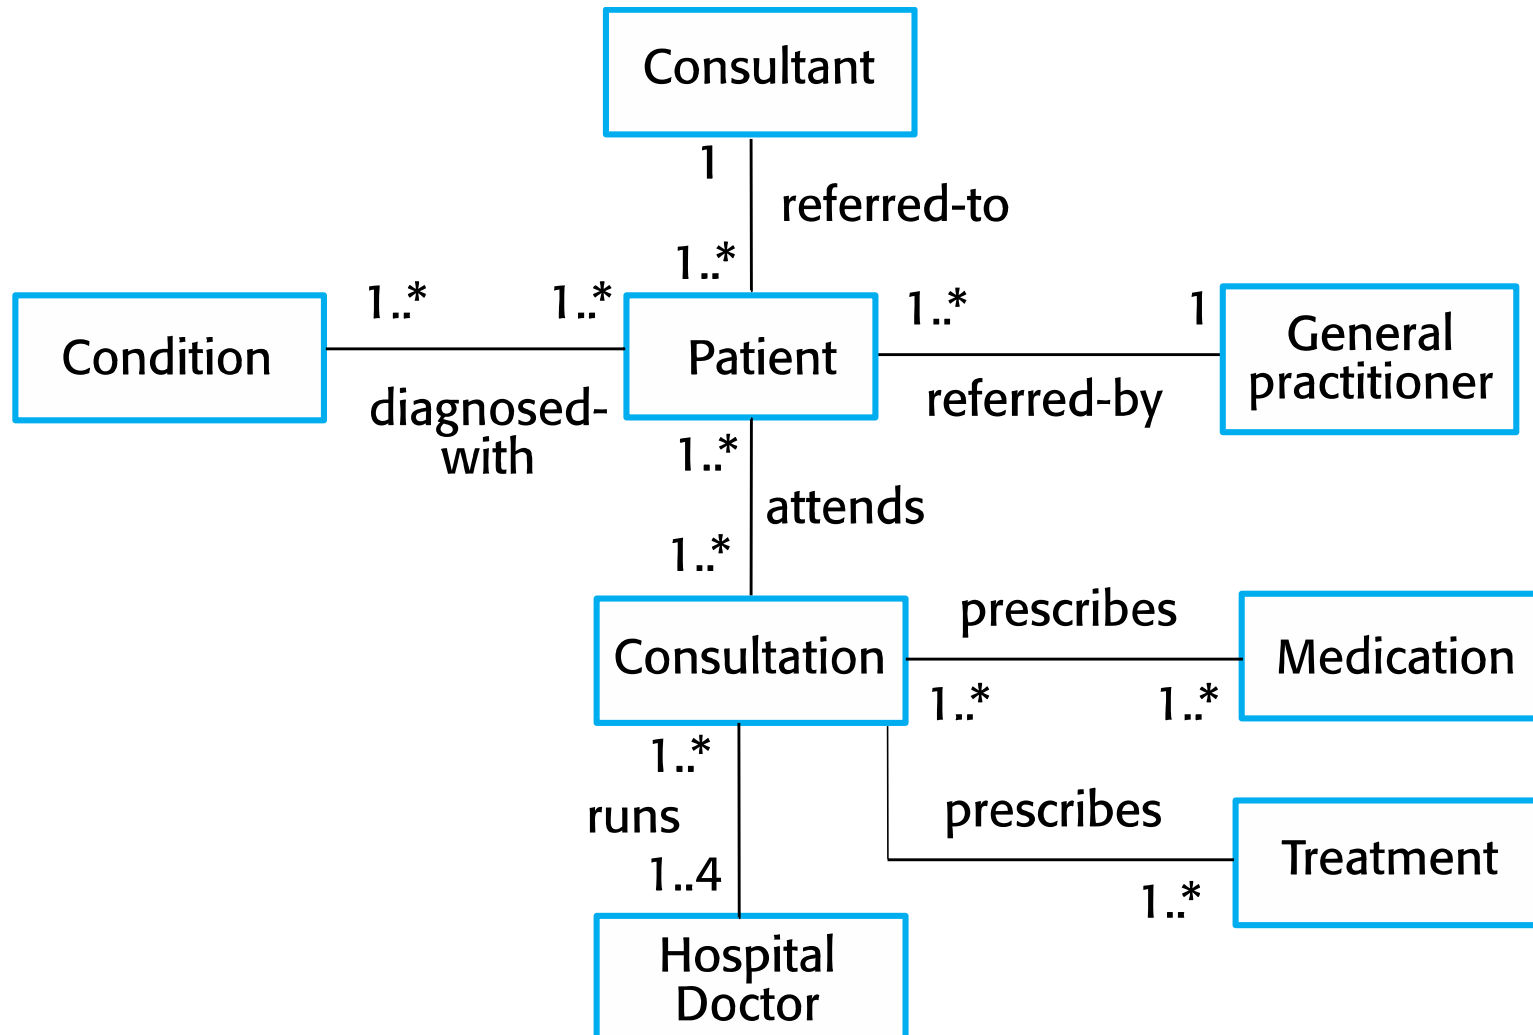 Consultant
1
referred-to
1..*
1..*
1..*
1..*
1
Condition
Patient
General
practitioner
diagnosed-
with
referred-by
1..*
attends
1..*
prescribes
Consultation
Medication
1..*
1..*
1..*
runs
prescribes
1..4
Treatment
1..*
Hospital
Doctor